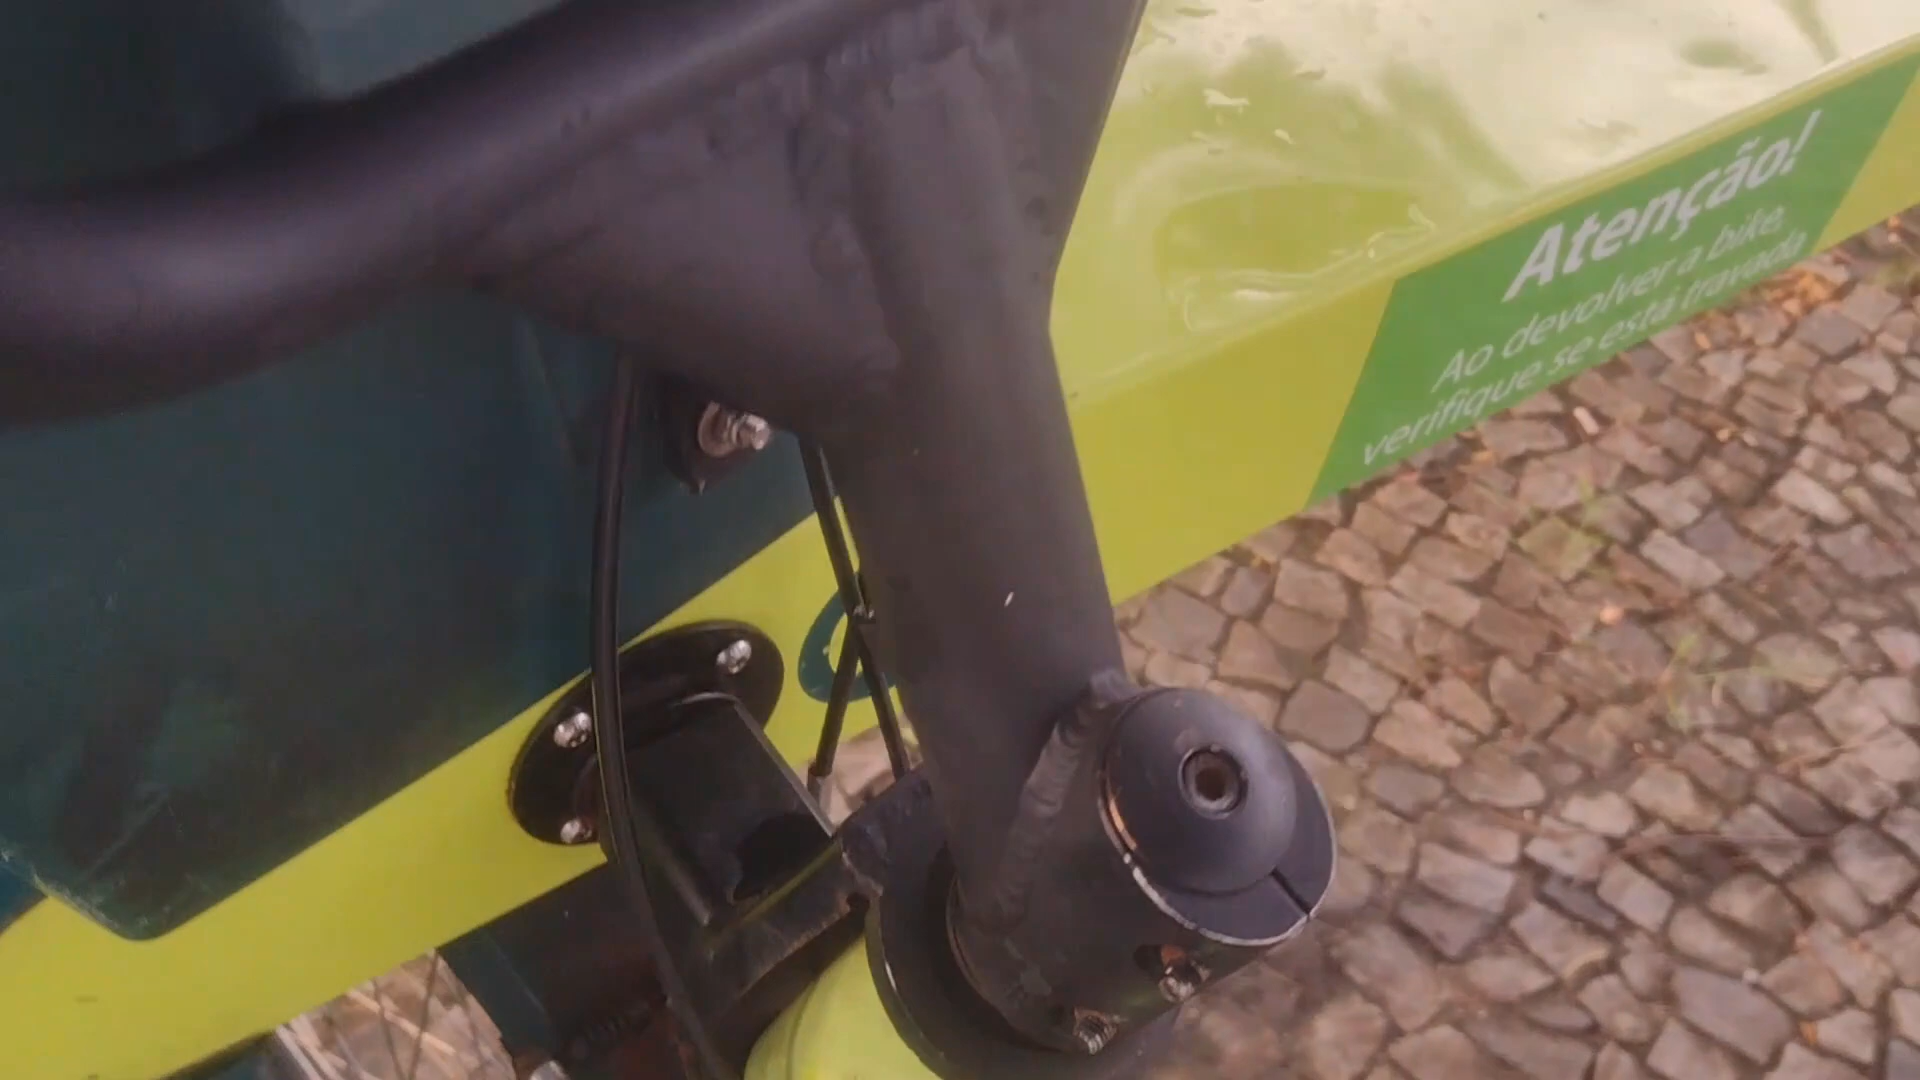 Atenção!
Ao devolver a bike,
verifique se está travada